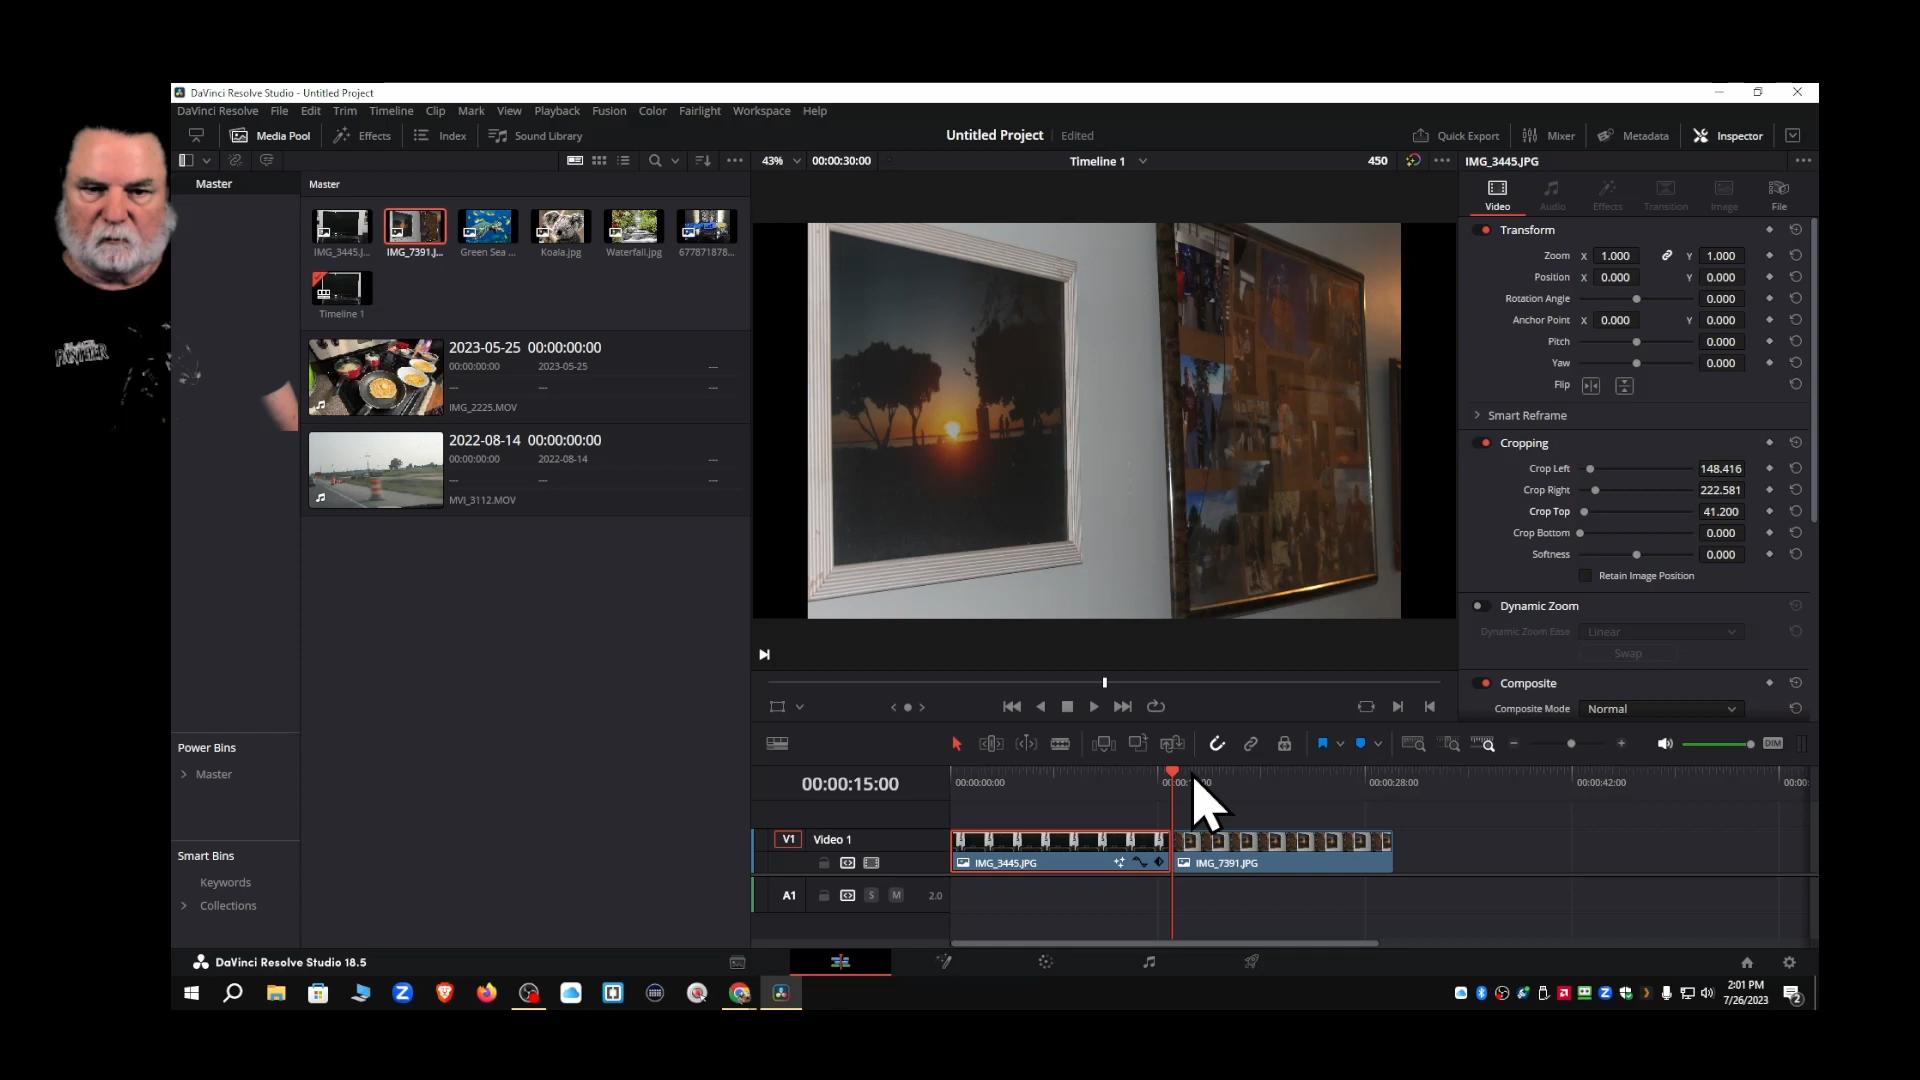 DaVinci Resolve Studio - Untitled Project
DaVinci Resolve File Edit Trim Timeline Clip Mark View Playback Fusion Color Fairlight Workspace Help
Media Pool Effects Index Sound Library Untitled Project Edited Quick Export Mixer Metadata Inspector
43% 00:00:30:00 Timeline 1 450 IMG_3445.JPG
Master Master
Video Audio Effects Transition Image File
IMG_3445.J... IMG_7391.J... Green Sea ... Koala.jpg Waterfall.jpg 677871878...
Timeline 1
2023-05-25 00:00:00:00
00:00:00:00 2023-05-25 ---
--- --- ---
IMG_2225.MOV
2022-08-14 00:00:00:00
00:00:00:00 2022-08-14 ---
--- --- ---
MVI_3112.MOV
PANTHER
Transform
Zoom X 1.000 Y 1.000
Position X 0.000 Y 0.000
Rotation Angle 0.000
Anchor Point X 0.000 Y 0.000
Pitch 0.000
Yaw 0.000
Flip
Smart Reframe
Cropping
Crop Left 148.416
Crop Right 222.581
Crop Top 41.200
Crop Bottom 0.000
Softness 0.000
Retain Image Position
Dynamic Zoom
Dynamic Zoom Ease Linear
Swap
Composite
Composite Mode Normal
Power Bins
Master
Smart Bins
Keywords
Collections
DIM
00:00:15:00 00:00:00:00 00:00:28:00 00:00:42:00 00:00:
V1 Video 1
IMG_3445.JPG IMG_7391.JPG
A1 S M 2.0
DaVinci Resolve Studio 18.5
2:01 PM
7/26/2023
2